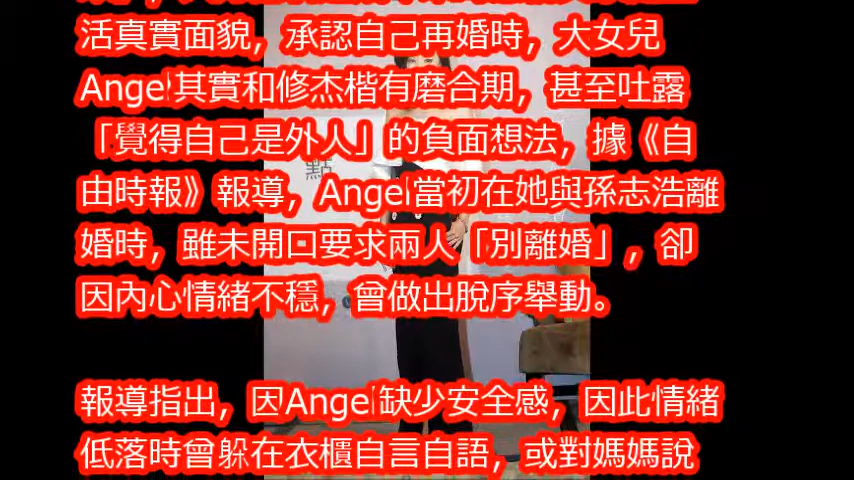 活真實面貌，承認自己再婚時，大女兒
Angel其實和修杰楷有磨合期，甚至吐露
「覺得自己是外人」的負面想法，據《自
點
由時報》報導，Angel當初在她與孫志浩離
婚時，雖未開口要求兩人「別離婚」，卻
因內心情緒不穩，曾做出脫序舉動。
報導指出，因Angel缺少安全感，因此情緒
低落時曾躲在衣櫃自言自語，或對媽媽說